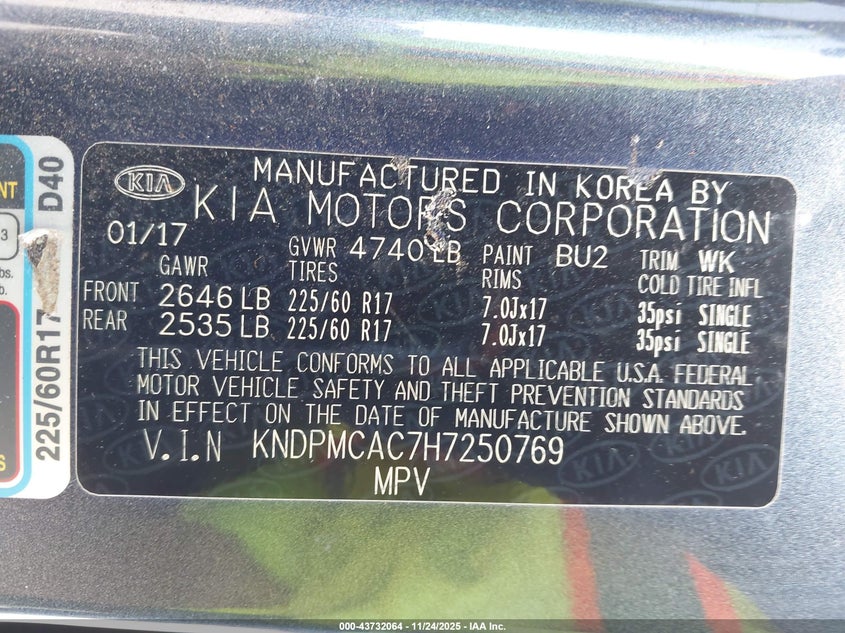 KIA
MANUFACTURED IN KOREA BY
KIA MOTORS CORPORATION
01/17 GVWR 4740 LB PAINT BU2 TRIM WK
GAWR TIRES RIMS COLD TIRE INFL
FRONT 2646 LB 225/60 R17 7.0Jx17 35psi SINGLE
REAR 2535 LB 225/60 R17 7.0Jx17 35psi SINGLE
THIS VEHICLE CONFORMS TO ALL APPLICABLE U.S.A. FEDERAL
MOTOR VEHICLE SAFETY AND THEFT PREVENTION STANDARDS
IN EFFECT ON THE DATE OF MANUFACTURE SHOWN ABOVE.
V.I.N KNDPMCAC7H7250769
MPV
225/60R17 D40
NT
3
bs.
b.
S
000-43732064 - 11/24/2025 - IAA Inc.